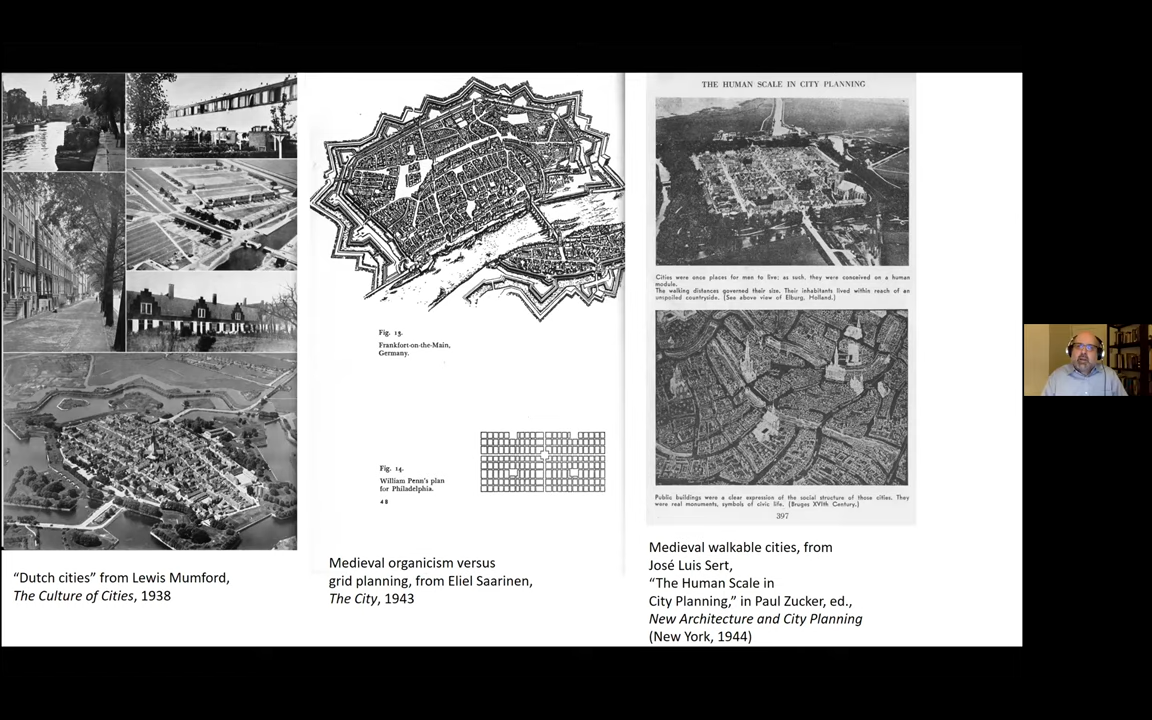 "Dutch cities" from Lewis Mumford,
The Culture of Cities, 1938
Fig. 13.
Frankfort-on-the-Main,
Germany.
Fig. 14.
William Penn's plan
for Philadelphia.
48
Medieval organicism versus
grid planning, from Eliel Saarinen,
The City, 1943
THE HUMAN SCALE IN CITY PLANNING
Cities were once places for men to live; as such, they were conceived on a human
module.
The walking distances governed their size. Their inhabitants lived within reach of an
unspoiled countryside. (See above view of Elburg, Holland.)
Public buildings were a clear expression of the social structure of those cities. They
were real monuments, symbols of civic life. (Bruges XVIth Century.)
397
Medieval walkable cities, from
José Luis Sert,
"The Human Scale in
City Planning," in Paul Zucker, ed.,
New Architecture and City Planning
(New York, 1944)